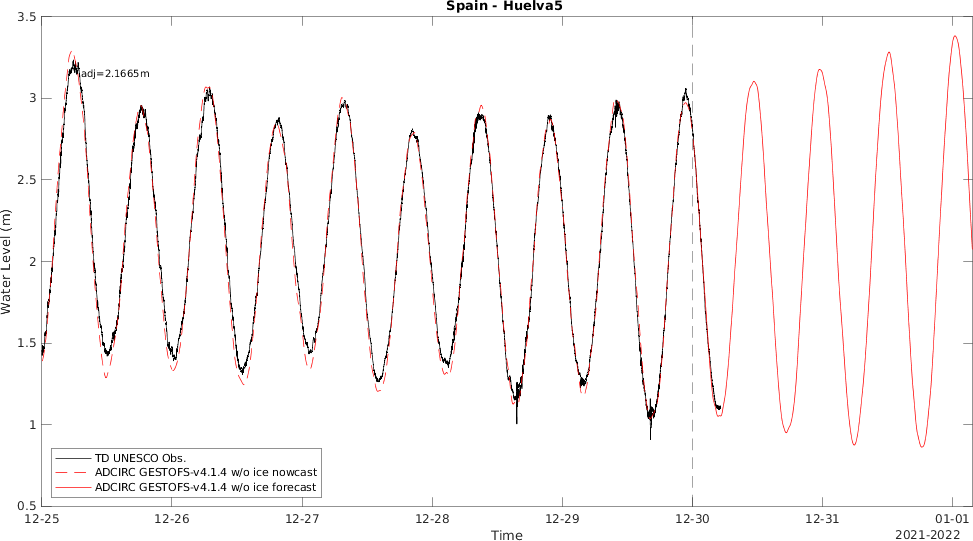 Spain - Huelva5
3.5
adj=2.1665m
3
2.5
2
1.5
1
0.5
Water Level (m)
TD UNESCO Obs.
ADCIRC GESTOFS-v4.1.4 w/o ice nowcast
ADCIRC GESTOFS-v4.1.4 w/o ice forecast
12-25 12-26 12-27 12-28 12-29 12-30 12-31 01-01
Time
2021-2022